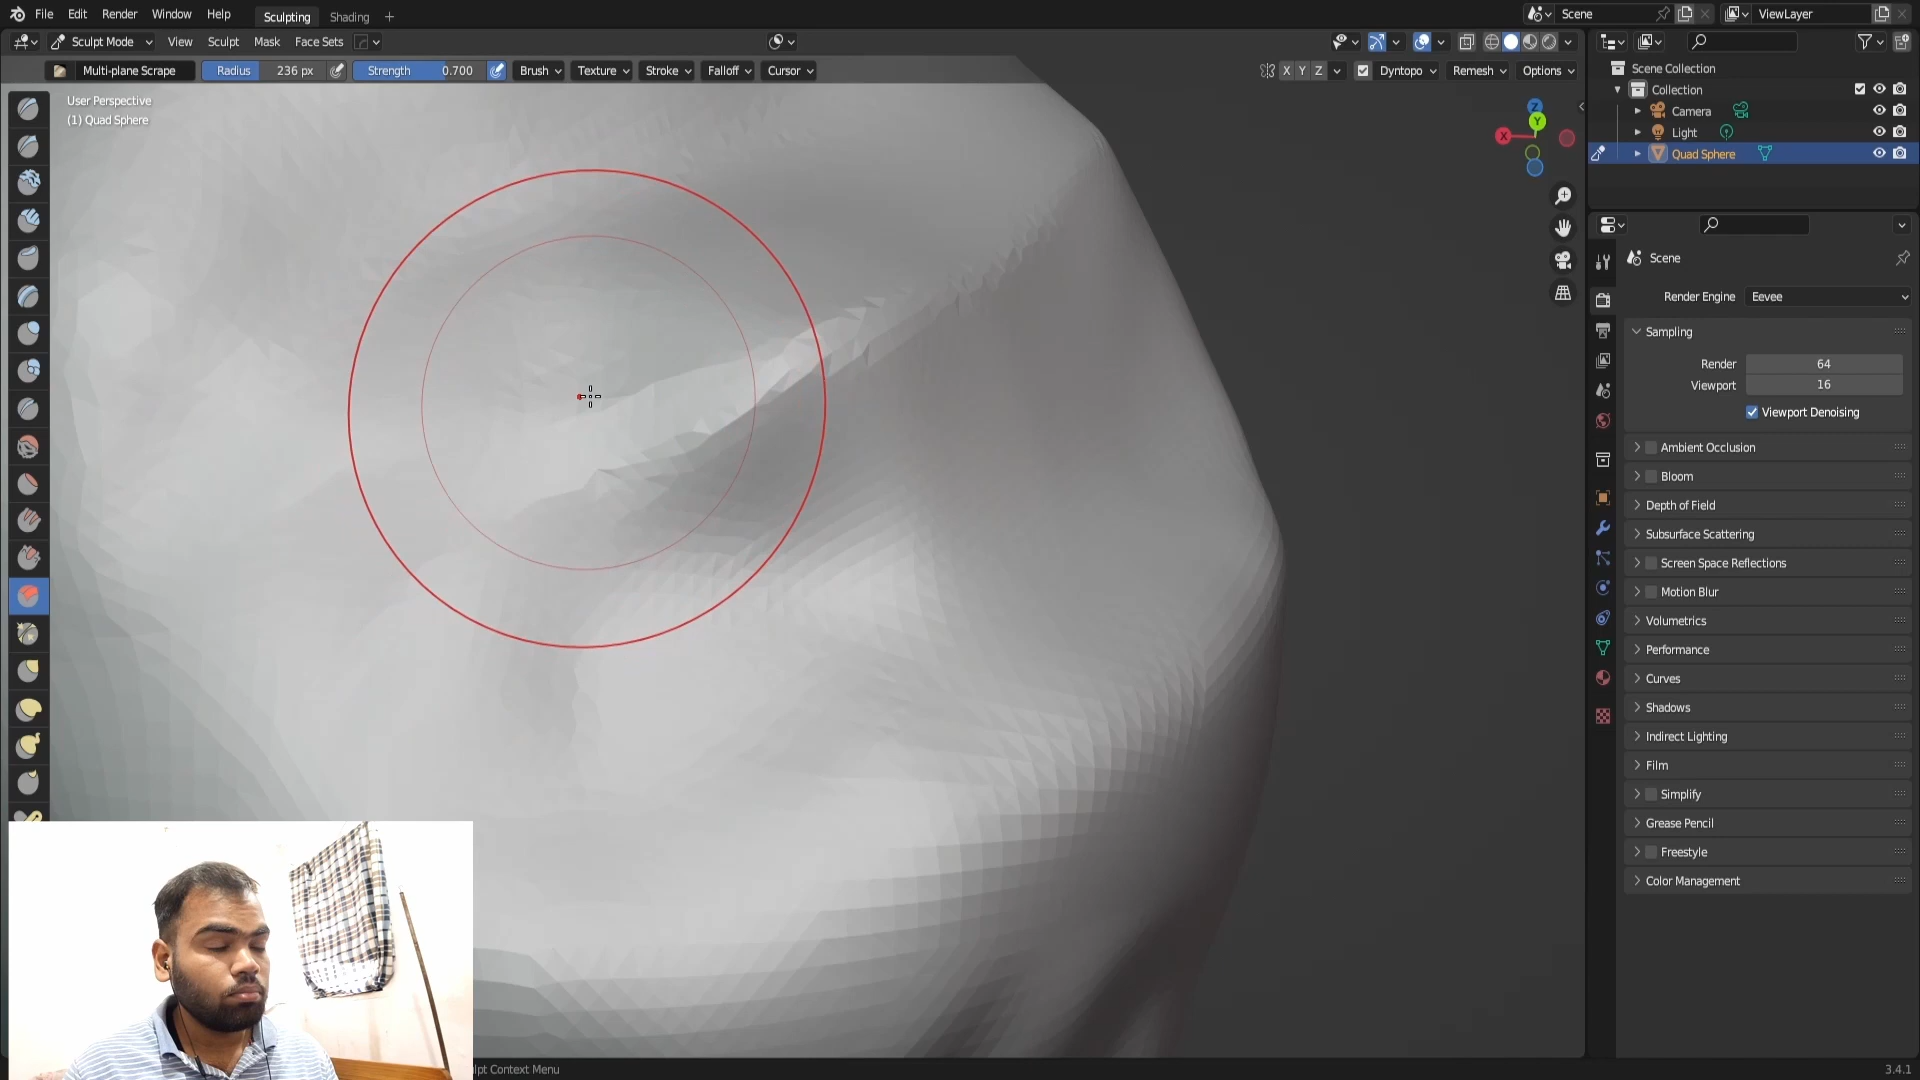 File Edit Render Window Help Sculpting Shading + Scene ViewLayer
Sculpt Mode View Sculpt Mask Face Sets
Multi-plane Scrape Radius 236 px Strength 0.700 Brush Texture Stroke Falloff Cursor X Y Z Dyntopo Remesh Options
User Perspective
(1) Quad Sphere
Z
Y
X
Scene Collection
Collection
Camera
Light
Quad Sphere
Scene
Render Engine Eevee
Sampling
Render 64
Viewport 16
Viewport Denoising
Ambient Occlusion
Bloom
Depth of Field
Subsurface Scattering
Screen Space Reflections
Motion Blur
Volumetrics
Performance
Curves
Shadows
Indirect Lighting
Film
Simplify
Grease Pencil
Freestyle
Color Management
lpt Context Menu
3.4.1